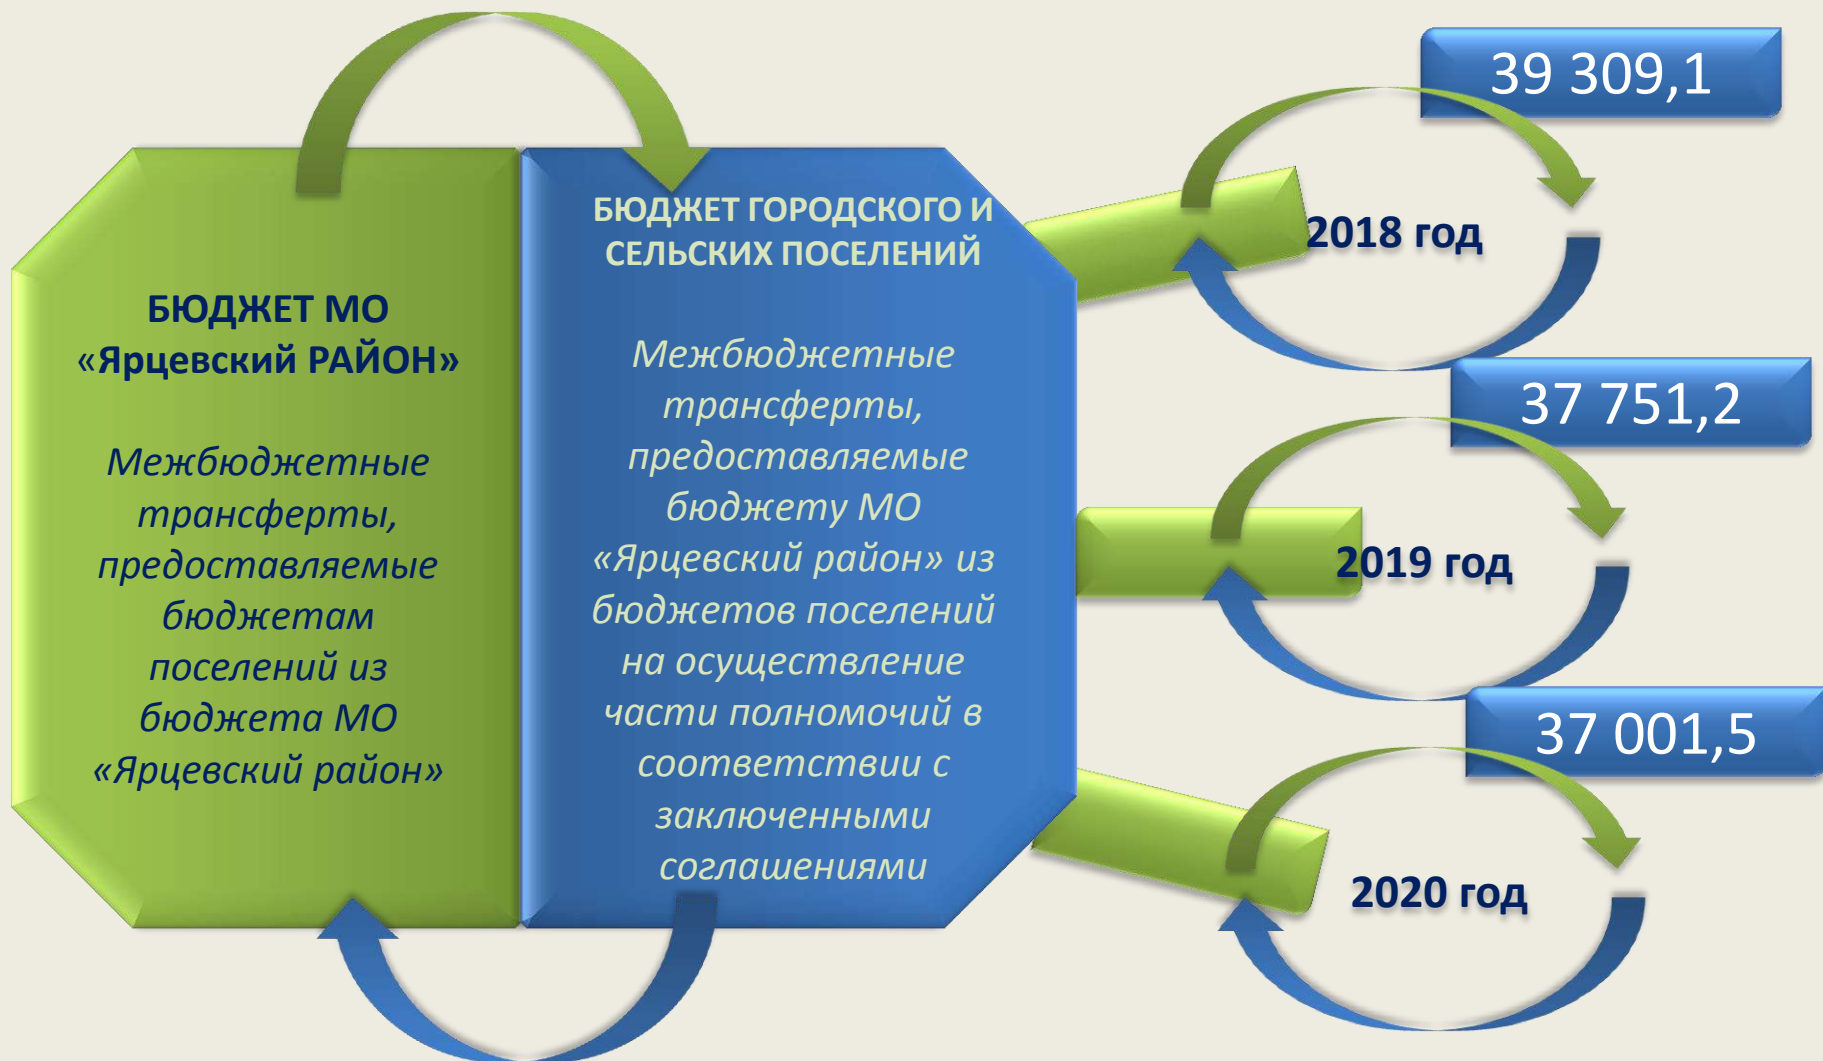 БЮДЖЕТ МО
«Ярцевский РАЙОН»
Межбюджетные
трансферты,
предоставляемые
бюджетам
поселений из
бюджета МО
«Ярцевский район»
БЮДЖЕТ ГОРОДСКОГО И
СЕЛЬСКИХ ПОСЕЛЕНИЙ
Межбюджетные
трансферты,
предоставляемые
бюджету МО
«Ярцевский район» из
бюджетов поселений
на осуществление
части полномочий в
соответствии с
заключенными
соглашениями
39 309,1
2018 год
37 751,2
2019 год
37 001,5
2020 год